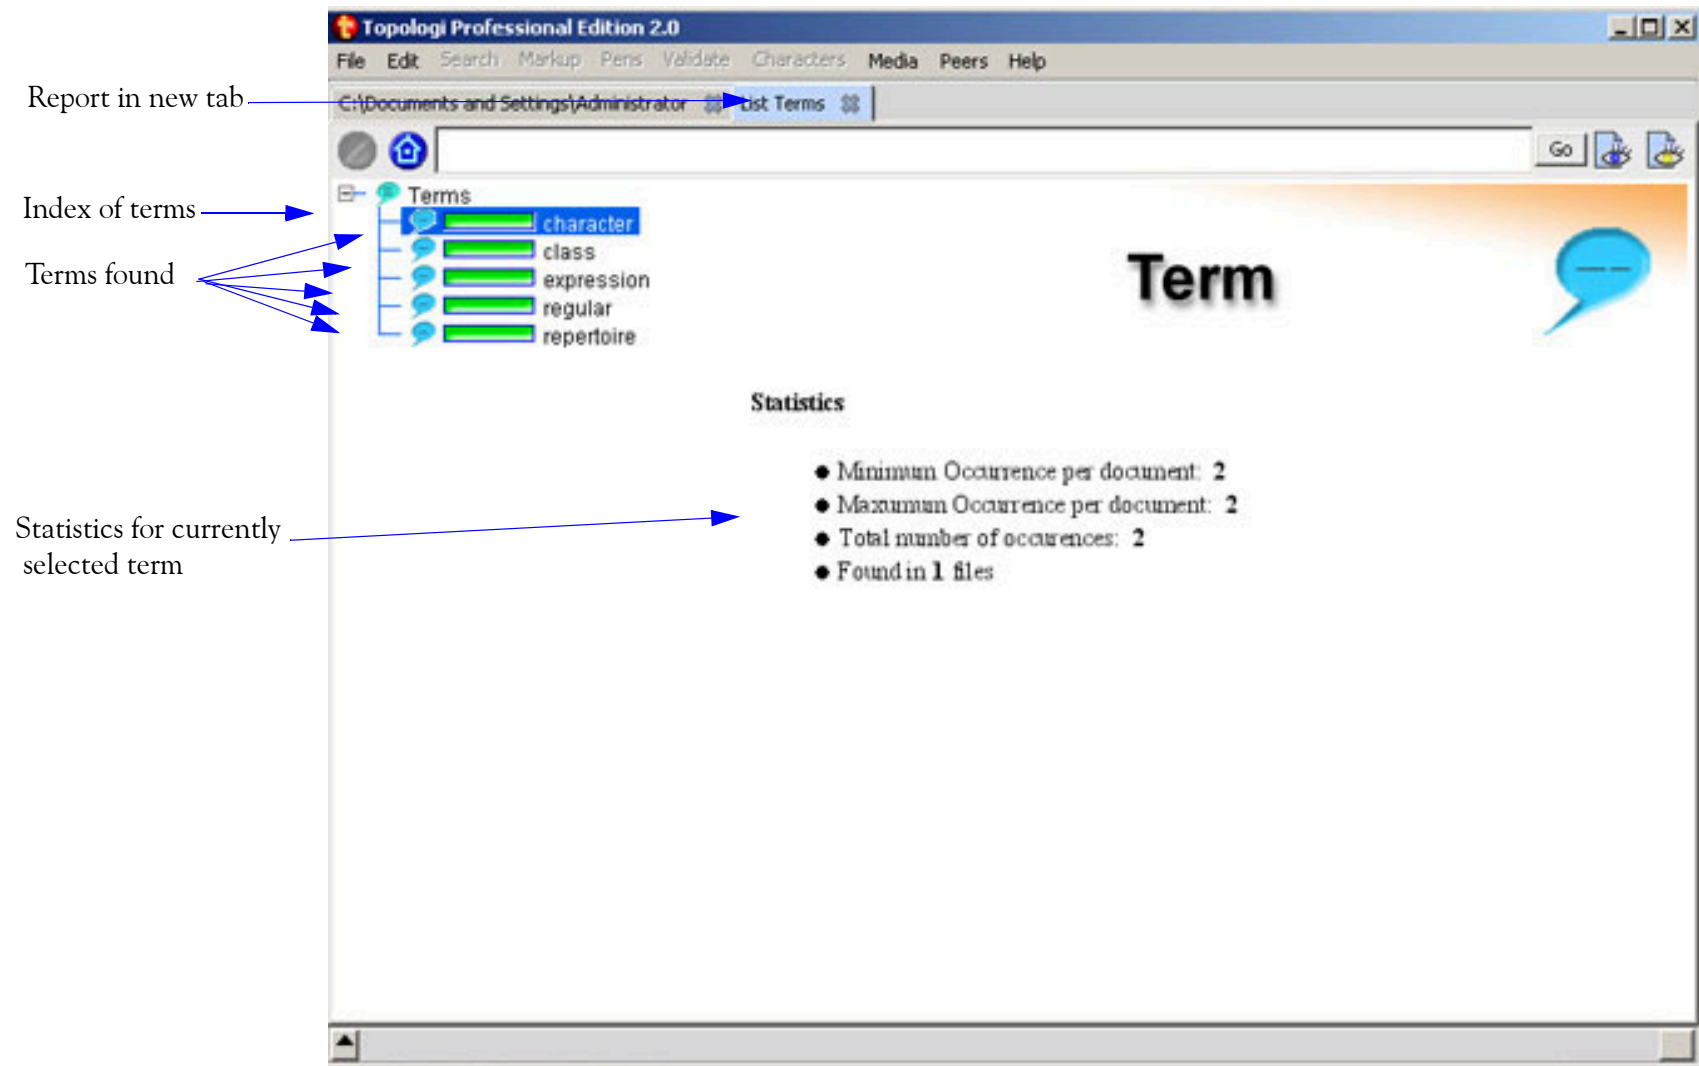 Topologi Professional Edition 2.0
File Edit Search Markup Pens Validate Characters Media Peers Help
Report in new tab
C:\Documents and Settings\Administrator List Terms
Go
Index of terms
Terms
character
class
Terms found
expression
regular
repertoire
Term
Statistics
Minimum Occurrence per document: 2
Maxumum Occurrence per document: 2
Statistics for currently
selected term
Total number of occurences: 2
Found in 1 files